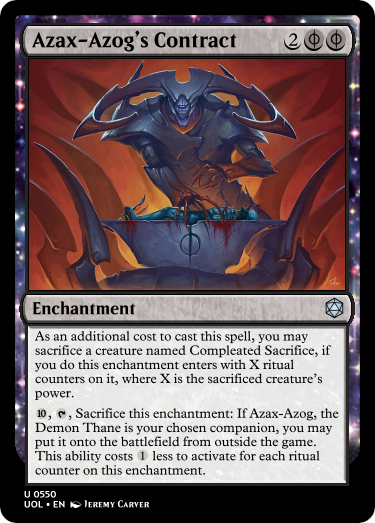 Azax-Azog's Contract 2
Enchantment
As an additional cost to cast this spell, you may
sacrifice a creature named Compleated Sacrifice, if
you do this enchantment enters with X ritual
counters on it, where X is the sacrificed creature's
power.
10, , Sacrifice this enchantment: If Azax-Azog, the
Demon Thane is your chosen companion, you may
put it onto the battlefield from outside the game.
This ability costs 1 less to activate for each ritual
counter on this enchantment.
U 0550
UOL • EN Jeremy Carver